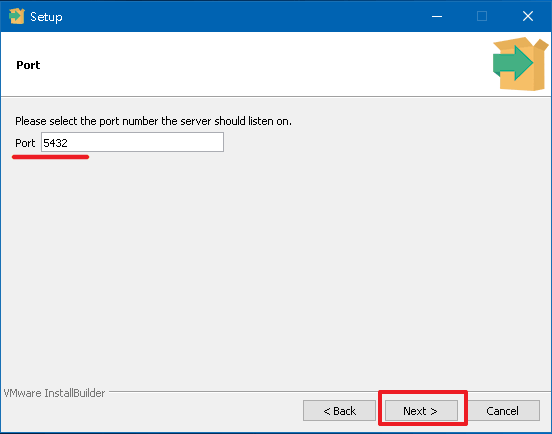 Setup
Port
Please select the port number the server should listen on.
Port 5432
VMware InstallBuilder
< Back Next > Cancel